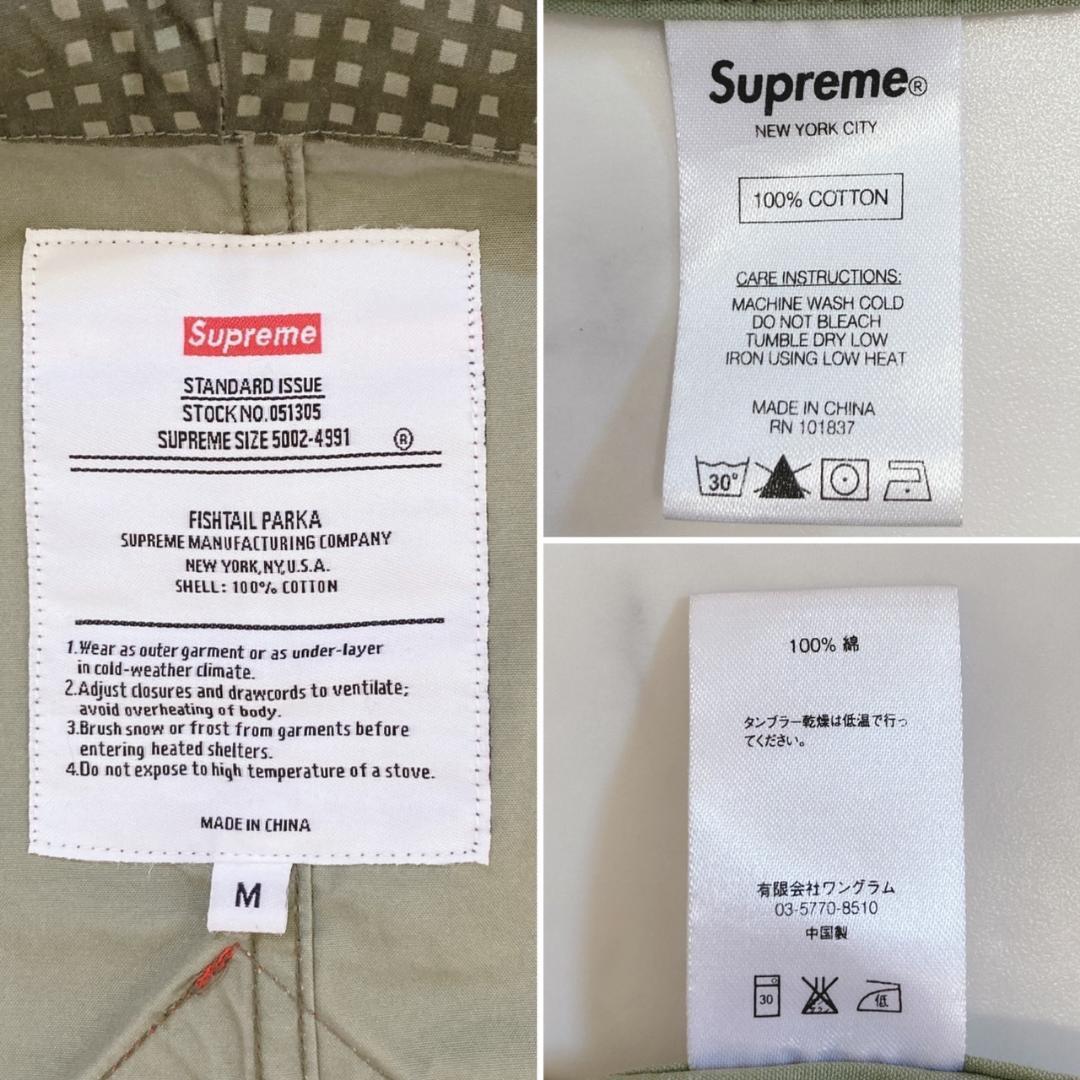 Supreme
STANDARD ISSUE
STOCK NO. 051305
SUPREME SIZE 5002-4991 ®
FISHTAIL PARKA
SUPREME MANUFACTURING COMPANY
NEW YORK, NY, U.S.A.
SHELL: 100% COTTON
1.Wear as outer garment or as under-layer
in cold-weather climate.
2.Adjust closures and drawcords to ventilate;
avoid overheating of body.
3.Brush snow or frost from garments before
entering heated shelters.
4.Do not expose to high temperature of a stove.
MADE IN CHINA
M
Supreme®
NEW YORK CITY
100% COTTON
CARE INSTRUCTIONS:
MACHINE WASH COLD
DO NOT BLEACH
TUMBLE DRY LOW
IRON USING LOW HEAT
MADE IN CHINA
RN 101837
30°
100% 綿
タンブラー乾燥は低温で行っ
てください。
有限会社ワングラム
03-5770-8510
中国製
30 低